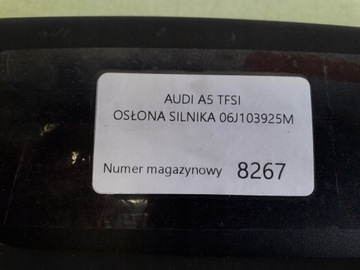 AUDI A5 TFSI
OSŁONA SILNIKA 06J103925M
Numer magazynowy 8267